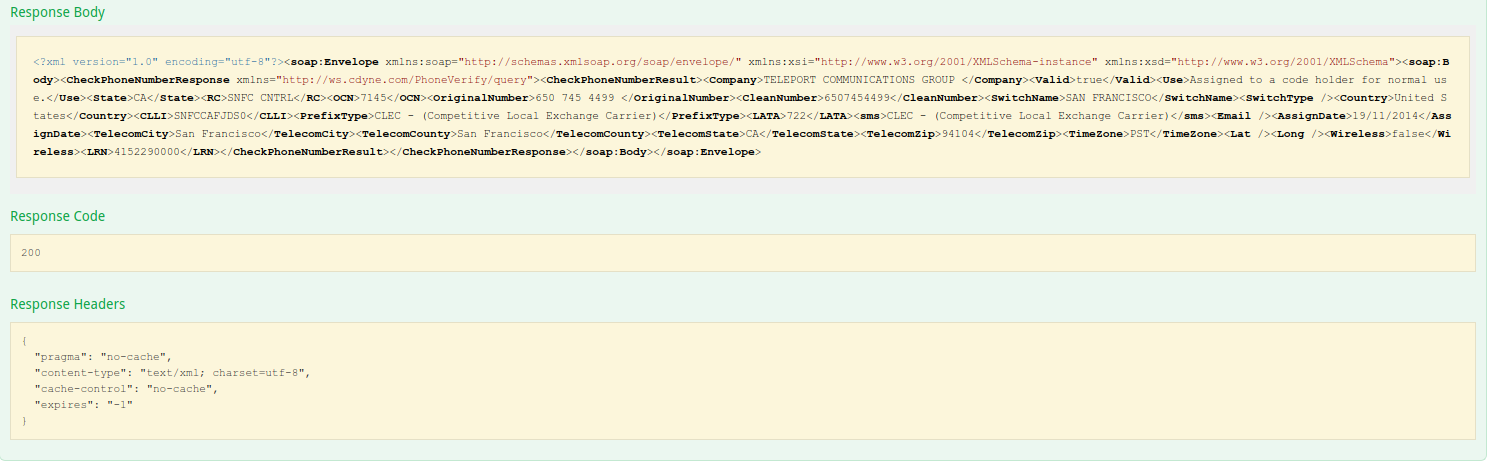 Response Body
<?xml version="1.0" encoding="utf-8"?><soap:Envelope xmlns:soap="http://schemas.xmlsoap.org/soap/envelope/" xmlns:xsi="http://www.w3.org/2001/XMLSchema-instance" xmlns:xsd="http://www.w3.org/2001/XMLSchema"><soap:B
ody><CheckPhoneNumberResponse xmlns="http://ws.cdyne.com/PhoneVerify/query"><CheckPhoneNumberResult><Company>TELEPORT COMMUNICATIONS GROUP </Company><Valid>true</Valid><Use>Assigned to a code holder for normal us
e.</Use><State>CA</State><RC>SNFC CNTRL</RC><OCN>7145</OCN><OriginalNumber>650 745 4499 </OriginalNumber><CleanNumber>6507454499</CleanNumber><SwitchName>SAN FRANCISCO</SwitchName><SwitchType /><Country>United S
tates</Country><CLLI>SNFCCAFJDS0</CLLI><PrefixType>CLEC - (Competitive Local Exchange Carrier)</PrefixType><LATA>722</LATA><sms>CLEC - (Competitive Local Exchange Carrier)</sms><Email /><AssignDate>19/11/2014</Ass
ignDate><TelecomCity>San Francisco</TelecomCity><TelecomCounty>San Francisco</TelecomCounty><TelecomState>CA</TelecomState><TelecomZip>94104</TelecomZip><TimeZone>PST</TimeZone><Lat /><Long /><Wireless>false</Wi
reless><LRN>4152290000</LRN></CheckPhoneNumberResult></CheckPhoneNumberResponse></soap:Body></soap:Envelope>
Response Code
200
Response Headers
{
"pragma": "no-cache",
"content-type": "text/xml; charset=utf-8",
"cache-control": "no-cache",
"expires": "-1"
}